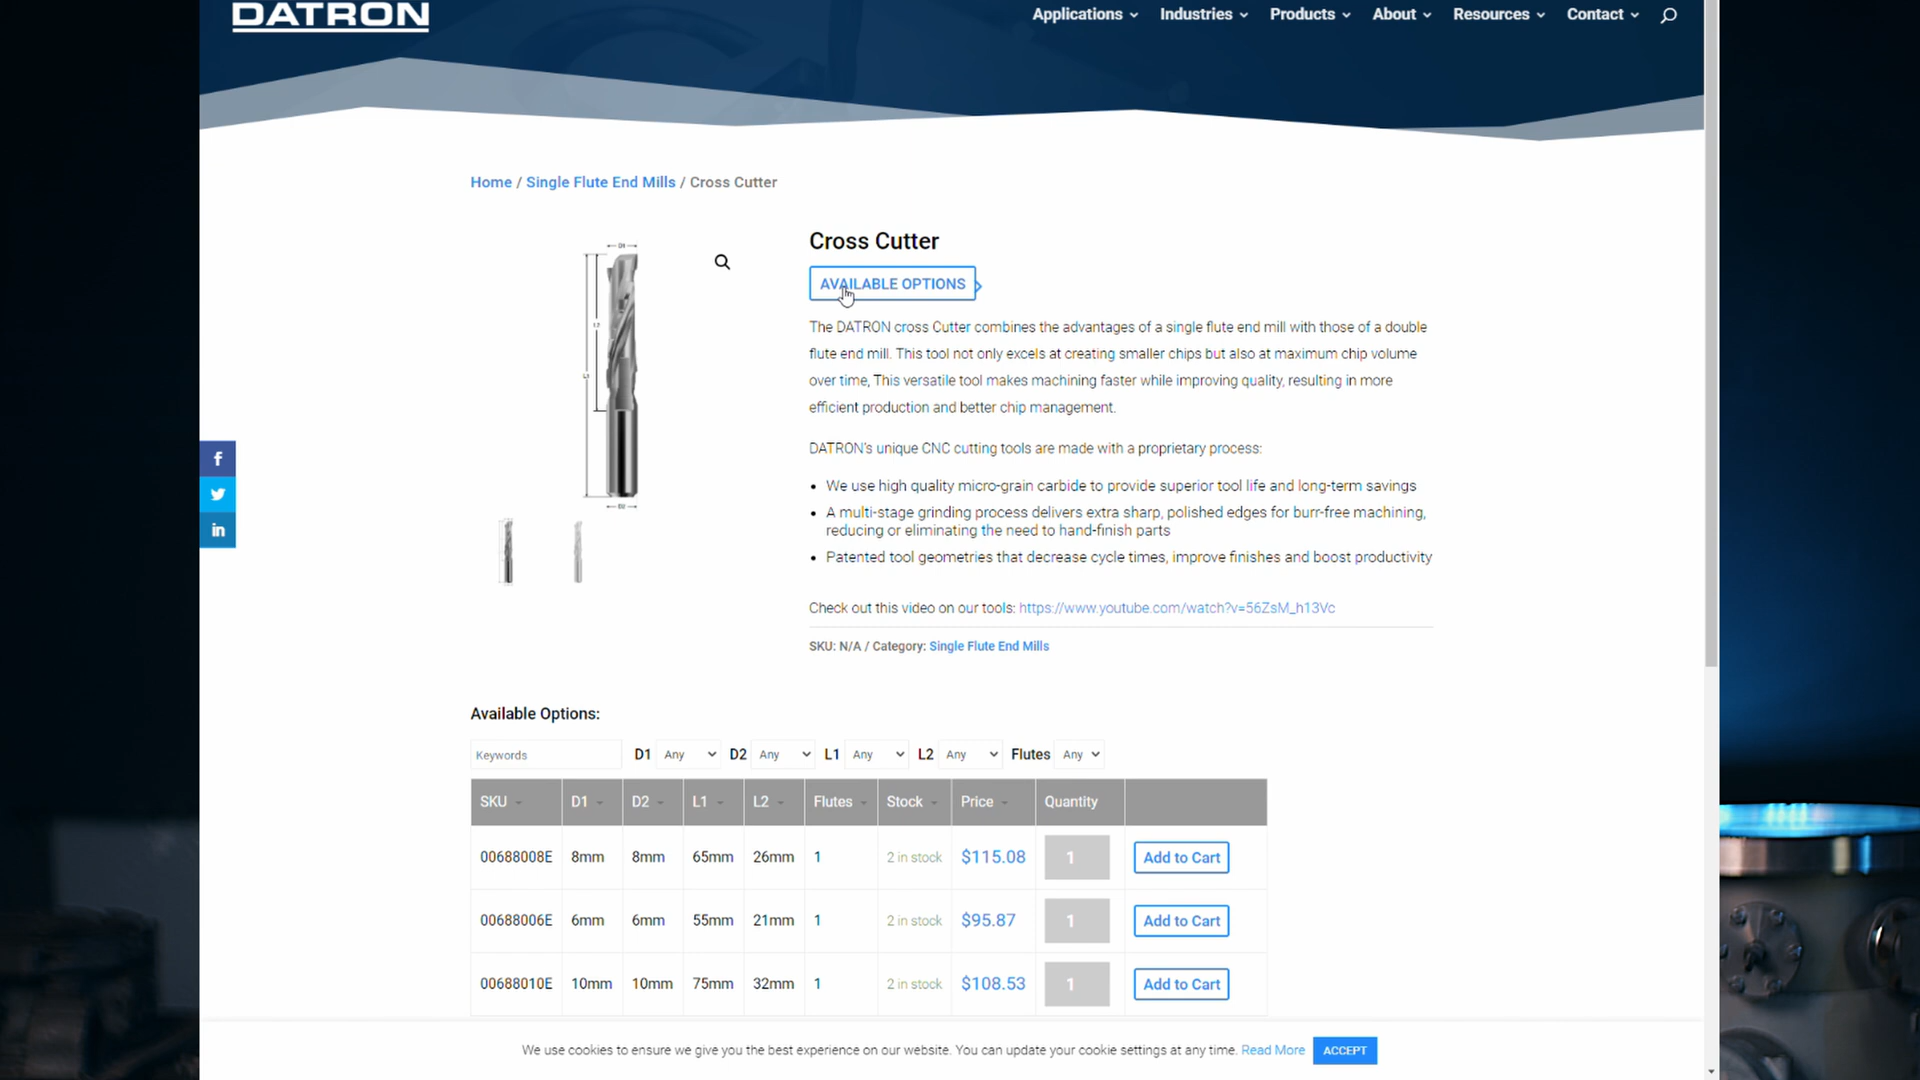 DATRON
Applications Industries Products About Resources Contact
Home / Single Flute End Mills / Cross Cutter
Cross Cutter
AVAILABLE OPTIONS
The DATRON cross Cutter combines the advantages of a single flute end mill with those of a double
flute end mill. This tool not only excels at creating smaller chips but also at maximum chip volume
over time, This versatile tool makes machining faster while improving quality, resulting in more
efficient production and better chip management.
DATRON's unique CNC cutting tools are made with a proprietary process:
• We use high quality micro-grain carbide to provide superior tool life and long-term savings
• A multi-stage grinding process delivers extra sharp, polished edges for burr-free machining,
reducing or eliminating the need to hand-finish parts
• Patented tool geometries that decrease cycle times, improve finishes and boost productivity
Check out this video on our tools: https://www.youtube.com/watch?v=56ZsM_h13Vc
SKU: N/A / Category: Single Flute End Mills
D1
L2
L1
D2
f
in
Available Options:
Keywords D1 Any D2 Any L1 Any L2 Any Flutes Any
SKU D1 D2 L1 L2 Flutes Stock Price Quantity
00688008E 8mm 8mm 65mm 26mm 1 2 in stock $115.08 1 Add to Cart
00688006E 6mm 6mm 55mm 21mm 1 2 in stock $95.87 1 Add to Cart
00688010E 10mm 10mm 75mm 32mm 1 2 in stock $108.53 1 Add to Cart
We use cookies to ensure we give you the best experience on our website. You can update your cookie settings at any time. Read More ACCEPT